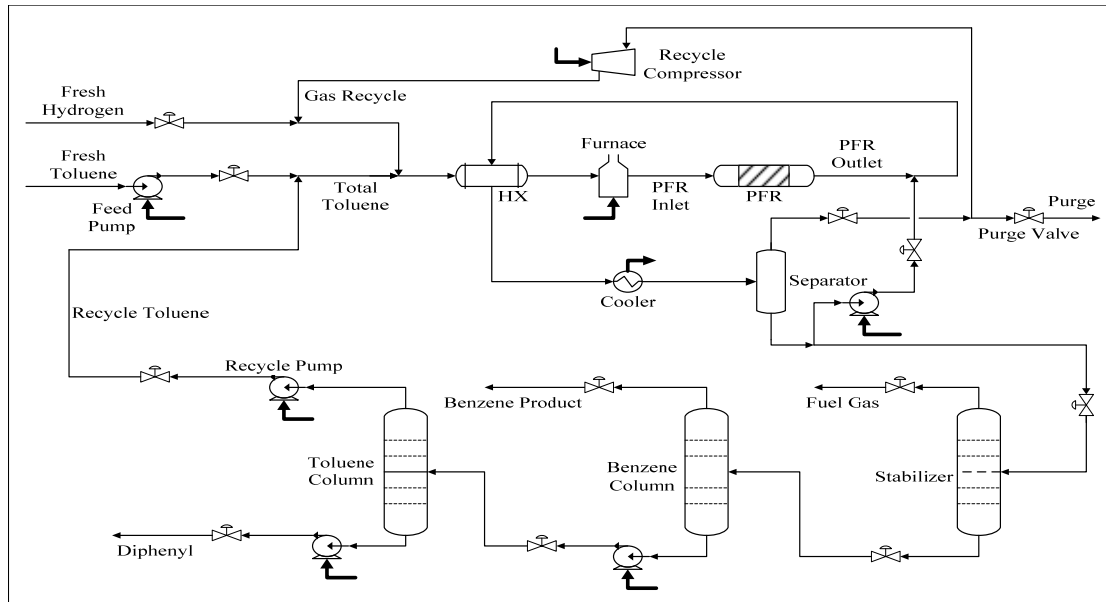 Recycle
Compressor
Fresh
Hydrogen
Gas Recycle
Fresh
Toluene
Feed
Pump
Total
Toluene
HX
Furnace
PFR
Inlet
PFR
PFR
Outlet
Purge
Purge Valve
Cooler
Separator
Recycle Toluene
Recycle Pump
Benzene Product
Fuel Gas
Toluene
Column
Benzene
Column
Stabilizer
Diphenyl